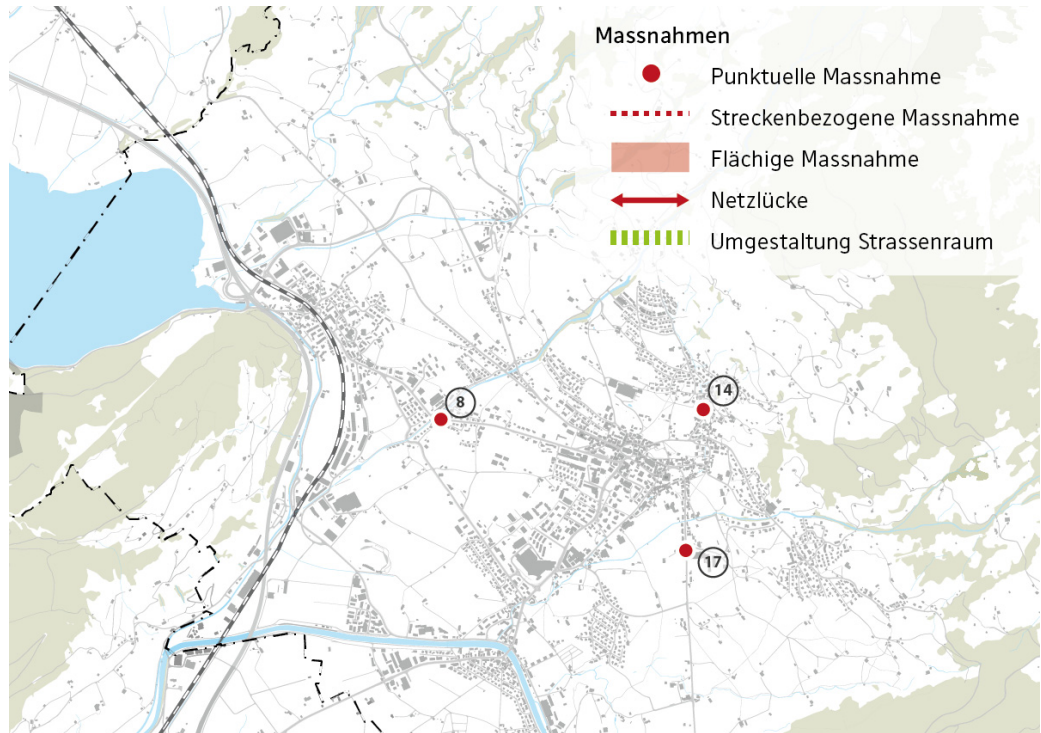 Massnahmen
Punktuelle Massnahme
Streckenbezogene Massnahme
Flächige Massnahme
Netzlücke
Umgestaltung Strassenraum
8
14
17